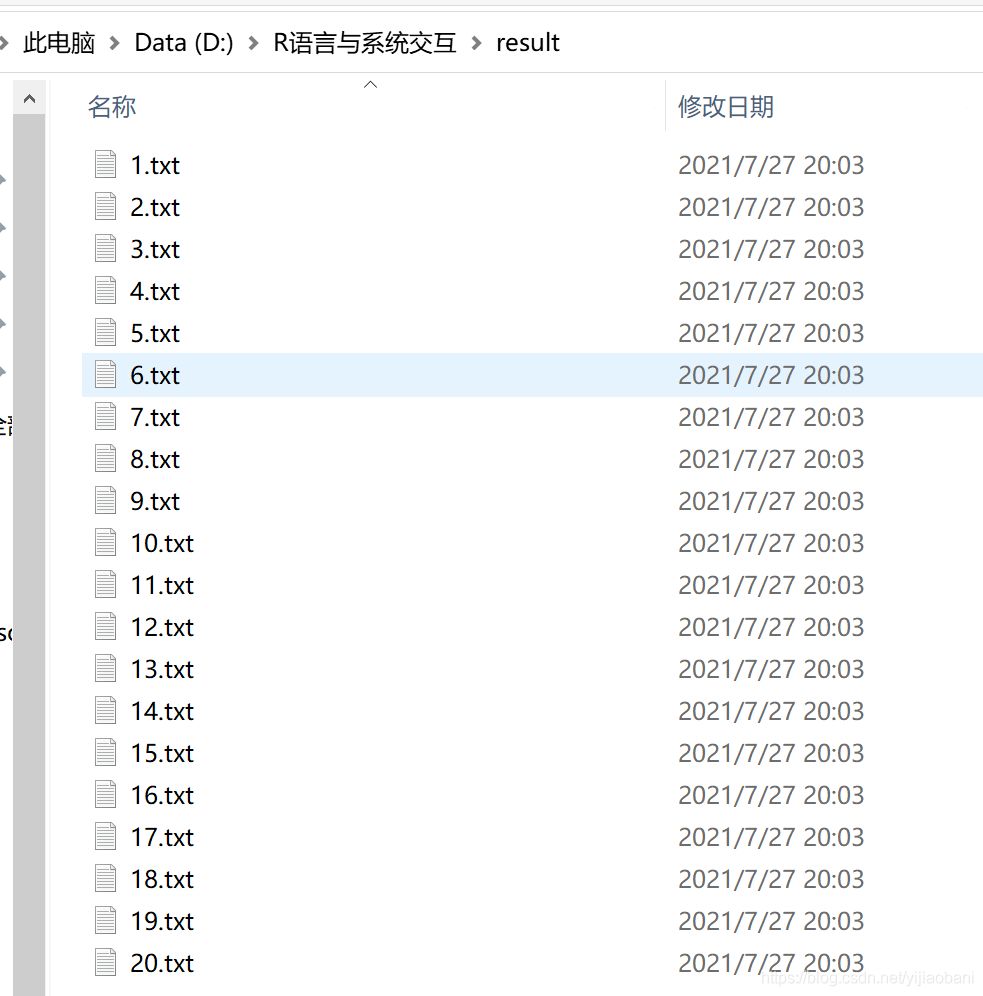 此电脑 > Data (D:) > R语言与系统交互 > result
名称 修改日期
1.txt 2021/7/27 20:03
2.txt 2021/7/27 20:03
3.txt 2021/7/27 20:03
4.txt 2021/7/27 20:03
5.txt 2021/7/27 20:03
6.txt 2021/7/27 20:03
7.txt 2021/7/27 20:03
8.txt 2021/7/27 20:03
9.txt 2021/7/27 20:03
10.txt 2021/7/27 20:03
11.txt 2021/7/27 20:03
12.txt 2021/7/27 20:03
13.txt 2021/7/27 20:03
14.txt 2021/7/27 20:03
15.txt 2021/7/27 20:03
16.txt 2021/7/27 20:03
17.txt 2021/7/27 20:03
18.txt 2021/7/27 20:03
19.txt 2021/7/27 20:03
20.txt 2021/7/27 20:03
https://blog.csdn.net/yijiaobani